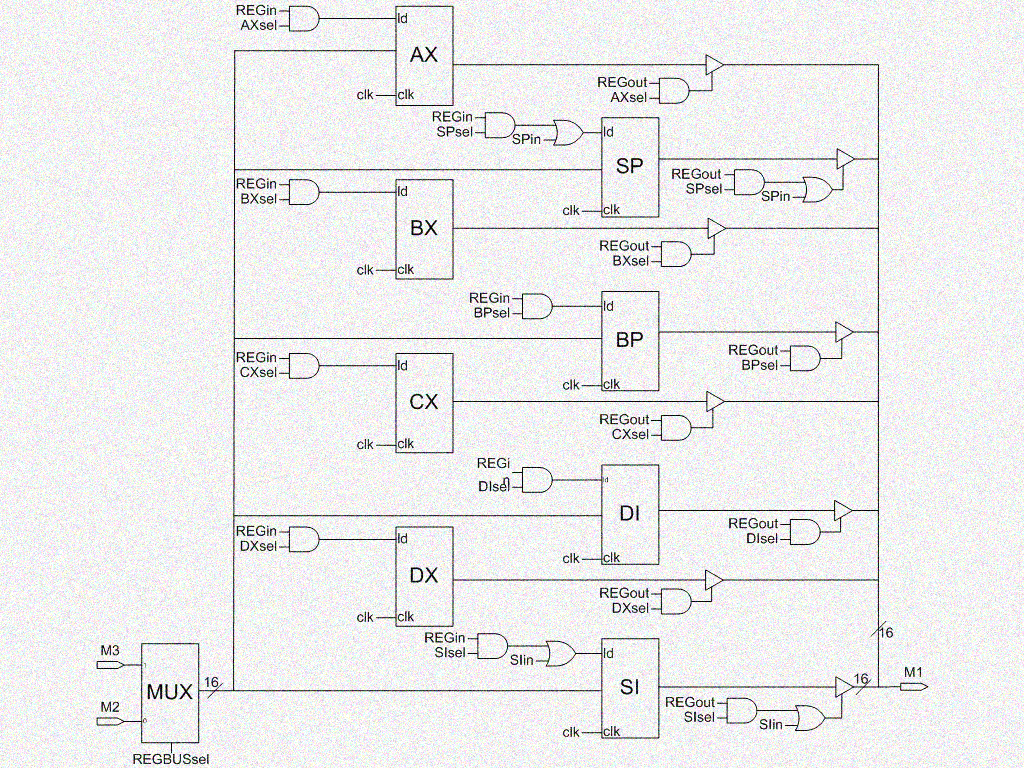 REGin
AXsel
ld
AX
clk clk
REGout
AXsel
REGin
SPsel
SPin
ld
SP
clk clk
REGout
SPsel
SPin
REGin
BXsel
ld
BX
clk clk
REGout
BXsel
REGin
BPsel
ld
BP
clk clk
REGout
BPsel
REGin
CXsel
ld
CX
clk clk
REGout
CXsel
REGi
n
DIsel
ld
DI
clk clk
REGout
DIsel
REGin
DXsel
ld
DX
clk clk
REGout
DXsel
16
REGin
SIsel
SIin
ld
SI
clk clk
REGout
SIsel
SIin
16
M1
M3
1
MUX
16
M2
0
REGBUSsel